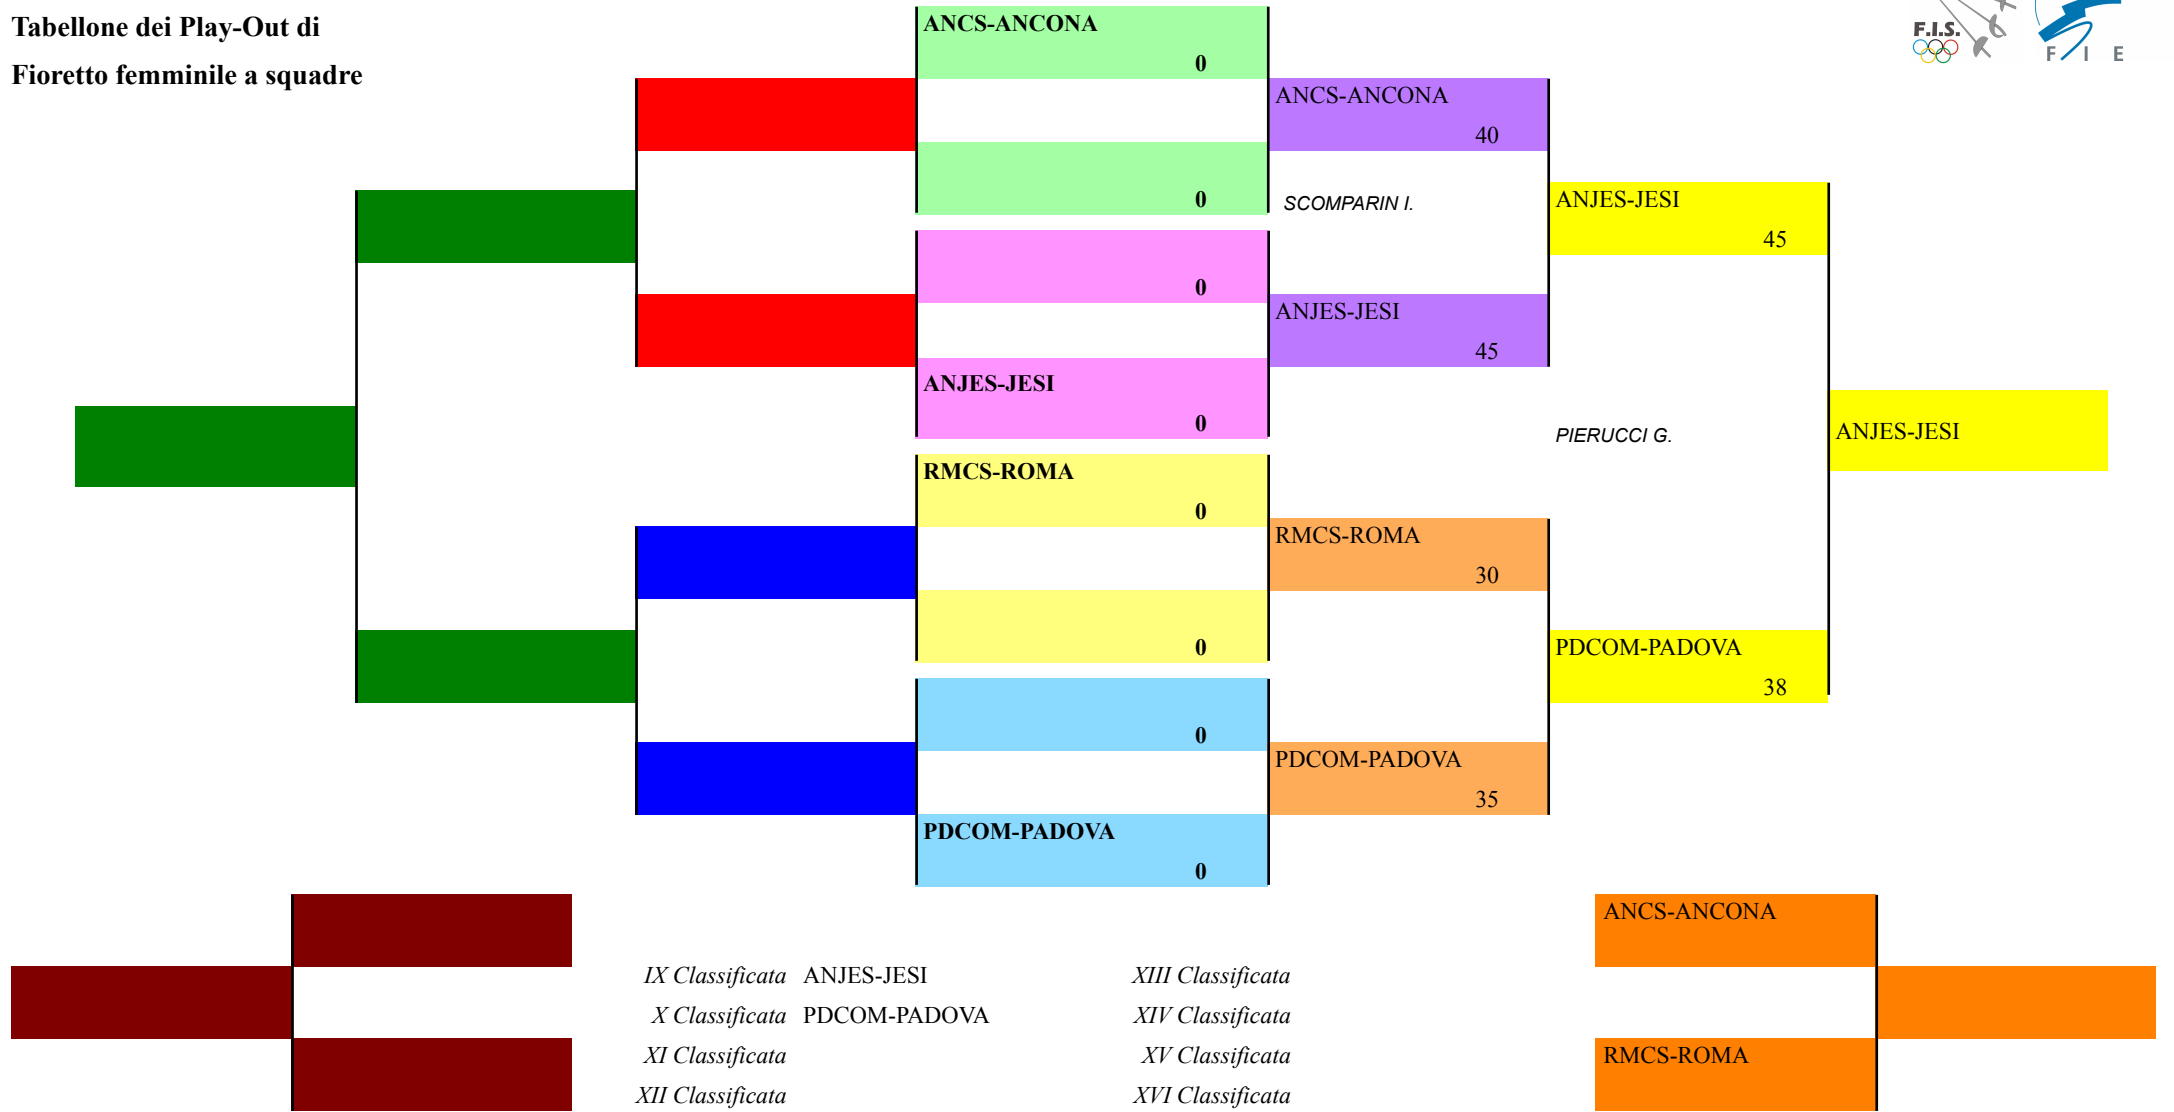 Tabellone dei Play-Out di
Fioretto femminile a squadre
F.I.S.
F I E
ANCS-ANCONA
0
0
0
ANJES-JESI
0
RMCS-ROMA
0
0
0
PDCOM-PADOVA
0
ANCS-ANCONA
40
SCOMPARIN I.
ANJES-JESI
45
RMCS-ROMA
30
PDCOM-PADOVA
35
ANJES-JESI
45
PIERUCCI G.
PDCOM-PADOVA
38
ANJES-JESI
IX Classificata ANJES-JESI
X Classificata PDCOM-PADOVA
XI Classificata
XII Classificata
XIII Classificata
XIV Classificata
XV Classificata
XVI Classificata
ANCS-ANCONA
RMCS-ROMA